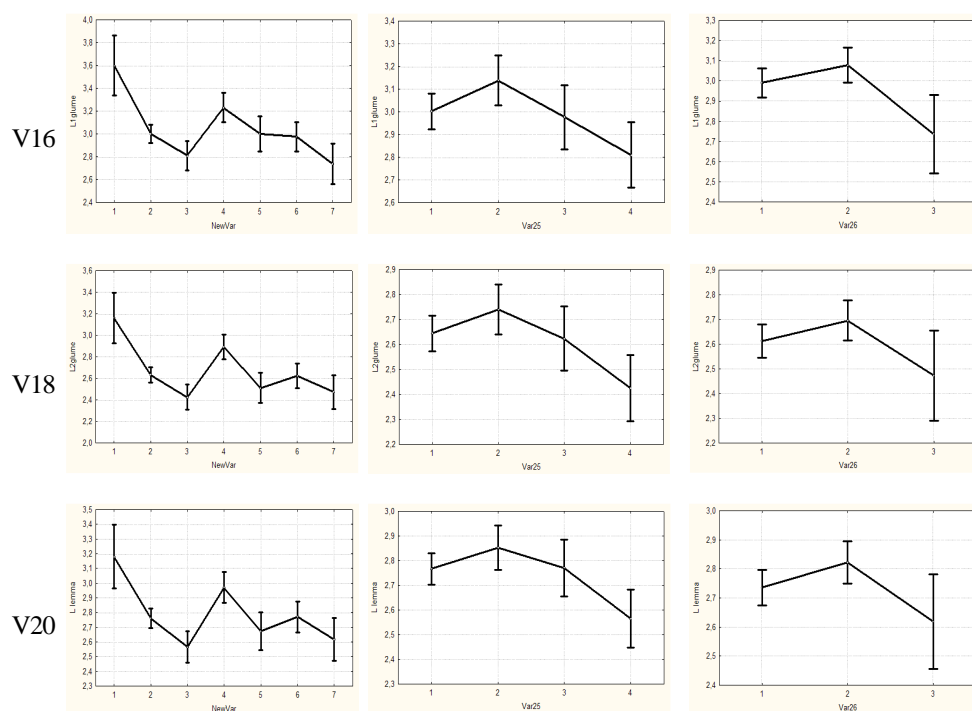 V16
L1glume
4,0
3,8
3,6
3,4
3,2
3,0
2,8
2,6
2,4
1 2 3 4 5 6 7
NewVar
L1glume
3,4
3,3
3,2
3,1
3,0
2,9
2,8
2,7
2,6
1 2 3 4
Var25
L1glume
3,3
3,2
3,1
3,0
2,9
2,8
2,7
2,6
2,5
2,4
1 2 3
Var26
V18
L2glume
3,6
3,4
3,2
3,0
2,8
2,6
2,4
2,2
2,0
1 2 3 4 5 6 7
NewVar
L2glume
2,9
2,8
2,7
2,6
2,5
2,4
2,3
2,2
1 2 3 4
Var25
L2glume
2,9
2,8
2,7
2,6
2,5
2,4
2,3
2,2
1 2 3
Var26
V20
L lemma
3,5
3,4
3,3
3,2
3,1
3,0
2,9
2,8
2,7
2,6
2,5
2,4
2,3
1 2 3 4 5 6 7
NewVar
L lemma
3,0
2,9
2,8
2,7
2,6
2,5
2,4
2,3
1 2 3 4
Var25
L lemma
3,0
2,9
2,8
2,7
2,6
2,5
2,4
1 2 3
Var26